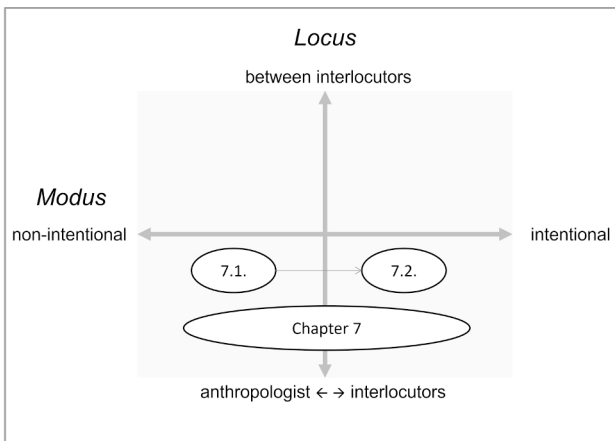 Locus
between interlocutors
Modus
non-intentional
intentional
7.1.
7.2.
Chapter 7
anthropologist ← → interlocutors